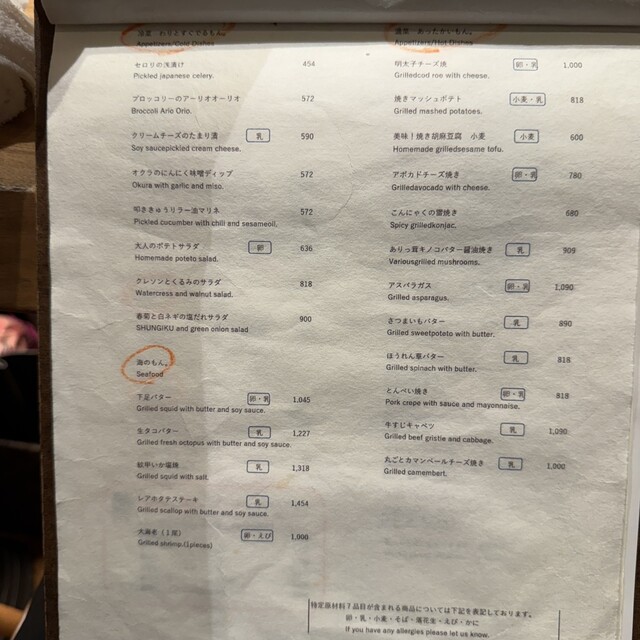 冷菜 わりとすぐでるもん。
Appetizers/Cold Dishes
セロリの浅漬け 454
Pickled japanese celery.
ブロッコリーのアーリオオーリオ 572
Broccoli Ario Orio.
クリームチーズのたまり漬 乳 590
Soy saucepickled cream cheese.
オクラのにんにく味噌ディップ 572
Okura with garlic and miso.
叩ききゅうりラー油マリネ 572
Pickled cucumber with chili and sesameoil.
大人のポテトサラダ 卵 636
Homemade poteto salad.
クレソンとくるみのサラダ 818
Watercress and walnut salad.
春菊と白ネギの塩だれサラダ 900
SHUNGIKU and green onion salad
海のもん。
Seafood
下足バター 卵・乳 1,045
Grilled squid with butter and soy sauce.
生タコバター 乳 1,227
Grilled fresh octopus with butter and soy sauce.
紋甲いか塩焼 乳 1,318
Grilled squid with salt.
レアホタテステーキ 乳 1,454
Grilled scallop with butter and soy sauce.
大海老(1尾) 卵・えび 1,000
Grilled shrimp.(1pieces)
温菜 あったかいもん。
Appetizers/Hot Dishes
明太子チーズ焼 卵・乳 1,000
Grilledcod roe with cheese.
焼きマッシュポテト 小麦・乳 818
Grilled mashed potatoes.
美味!焼き胡麻豆腐 小麦 小麦 600
Homemade grilledsesame tofu.
アボカドチーズ焼き 卵・乳 780
Grilledavocado with cheese.
こんにゃくの雷焼き 680
Spicy grilledkonjac.
ありっ茸キノコバター醤油焼き 乳 909
Variousgrilled mushrooms.
アスパラガス 卵・乳 1,090
Grilled asparagus.
さつまいもバター 乳 890
Grilled sweetpoteto with butter.
ほうれん草バター 乳 818
Grilled spinach with butter.
とんぺい焼き 卵・乳 818
Pork crepe with sauce and mayonnaise.
牛すじキャベツ 乳 1,090
Grilled beef gristle and cabbage.
丸ごとカマンベールチーズ焼き 乳 1,000
Grilled camembert.
特定原材料7品目が含まれる商品については下記を表記しております。
卵・乳・小麦・そば・落花生・えび・かに
If you have any allergies please let us know.